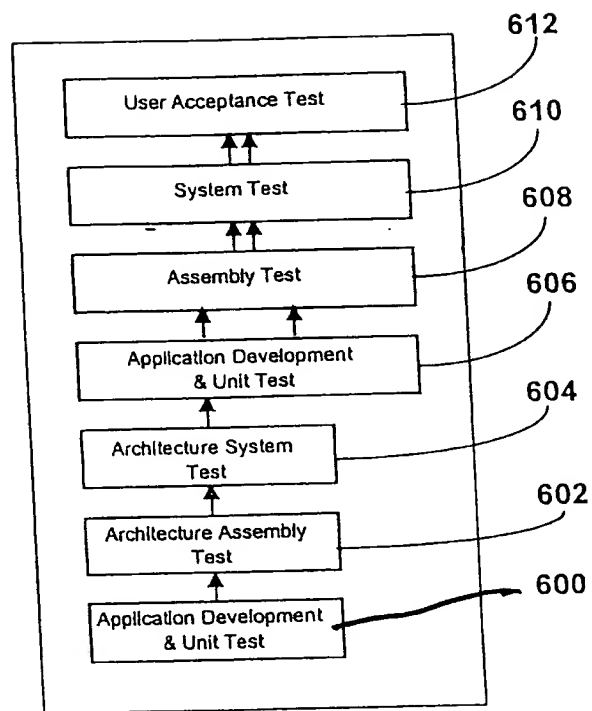 612
User Acceptance Test
610
System Test
608
Assembly Test
606
Application Development
& Unit Test
604
Architecture System
Test
602
Architecture Assembly
Test
600
Application Development
& Unit Test